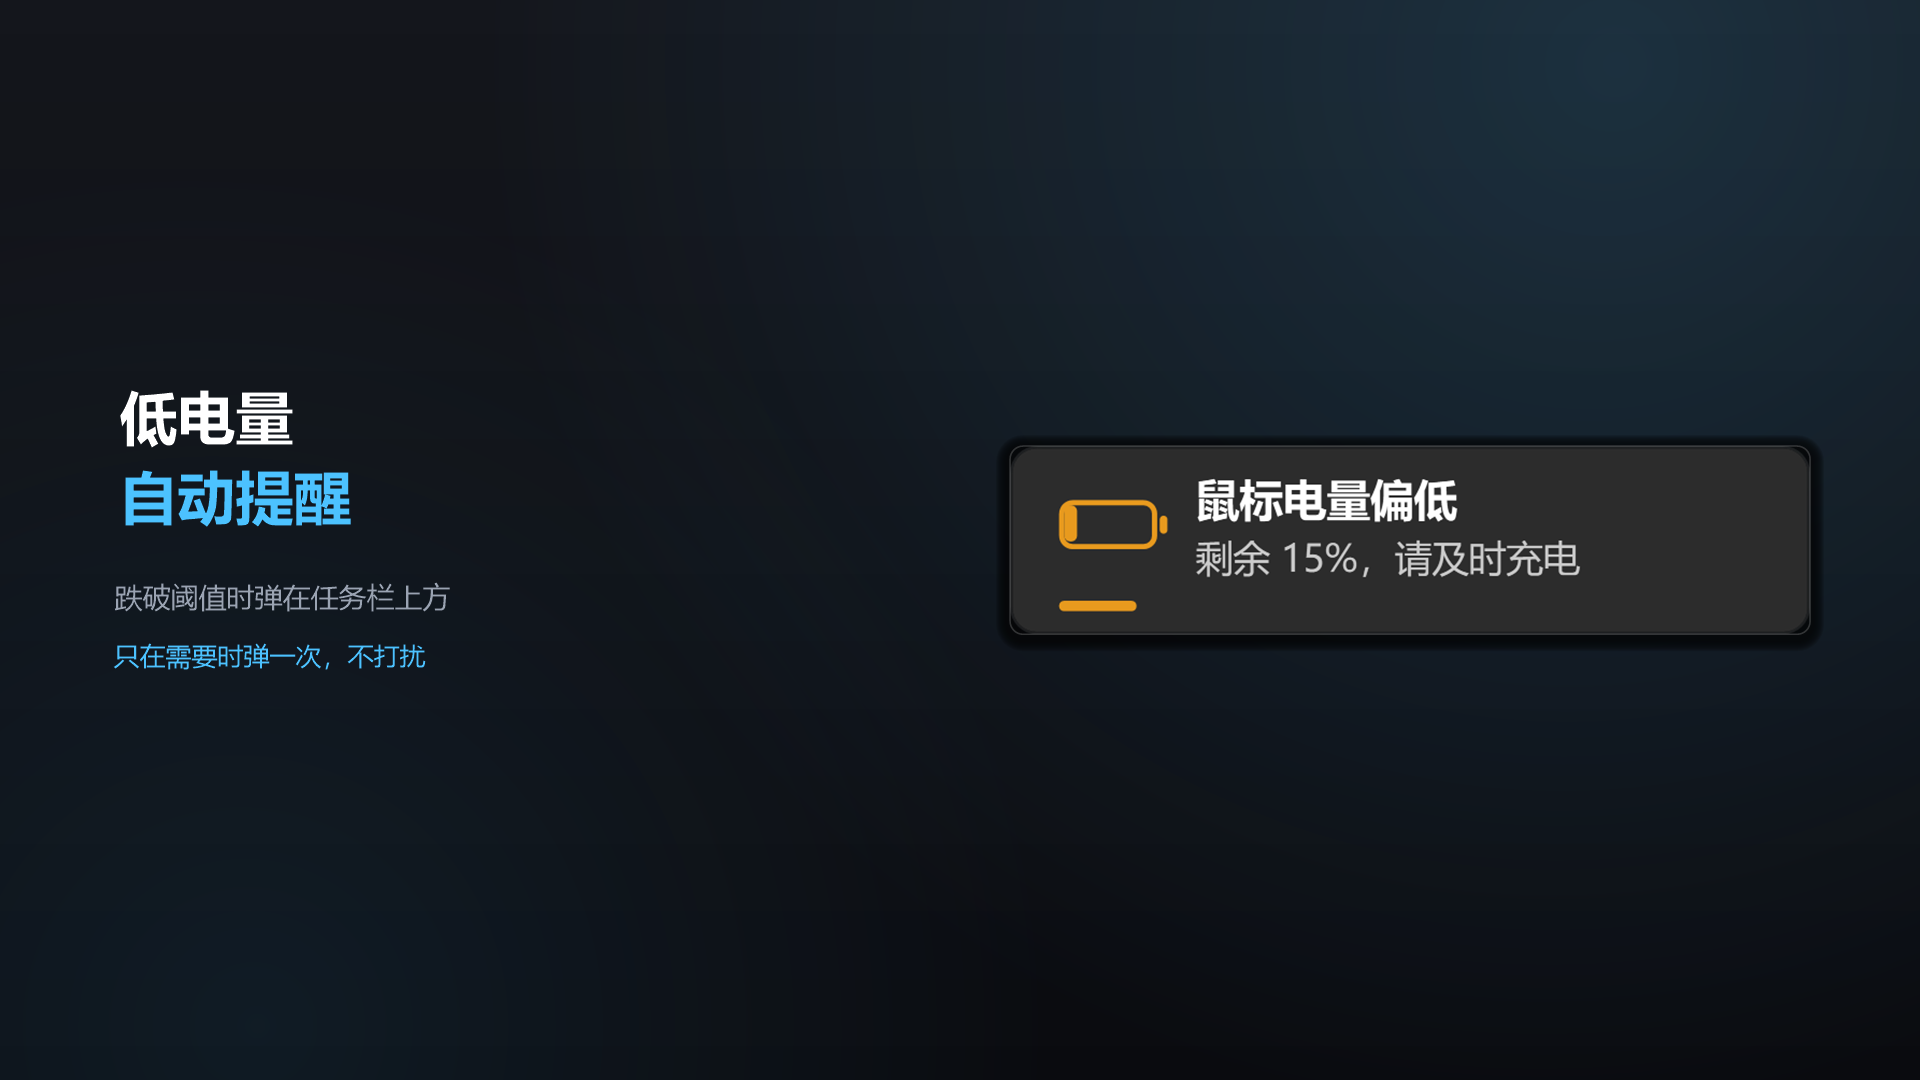 低电量
自动提醒
跌破阈值时弹在任务栏上方
只在需要时弹一次，不打扰
鼠标电量偏低
剩余 15%，请及时充电